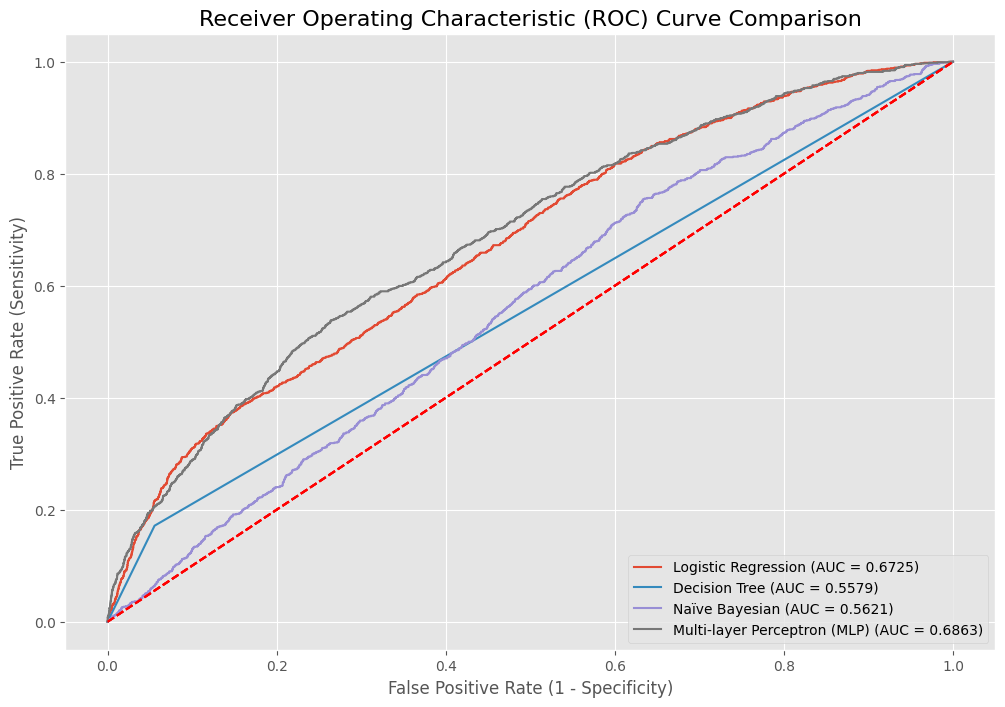 Receiver Operating Characteristic (ROC) Curve Comparison
True Positive Rate (Sensitivity)
1.0
0.8
0.6
0.4
0.2
0.0
0.0 0.2 0.4 0.6 0.8 1.0
False Positive Rate (1 - Specificity)
Logistic Regression (AUC = 0.6725)
Decision Tree (AUC = 0.5579)
Naïve Bayesian (AUC = 0.5621)
Multi-layer Perceptron (MLP) (AUC = 0.6863)